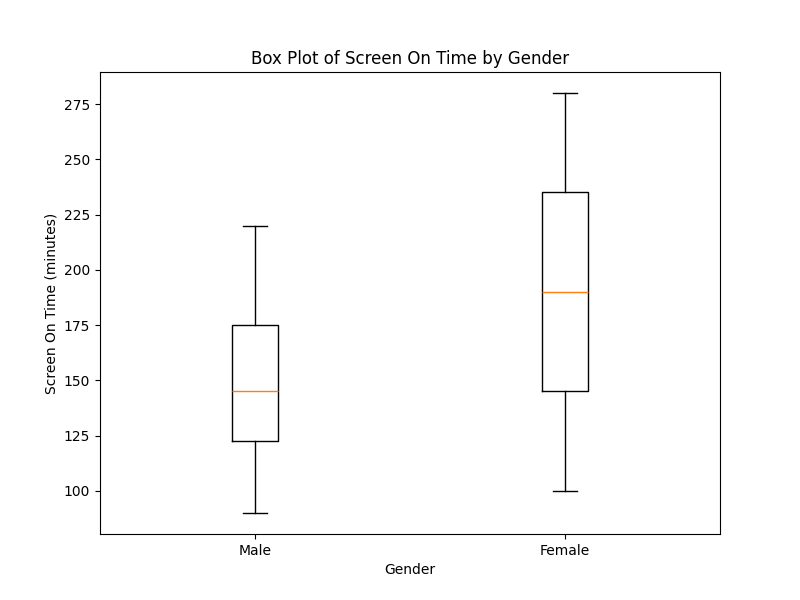 Box Plot of Screen On Time by Gender
Screen On Time (minutes)
275
250
225
200
175
150
125
100
Male
Female
Gender